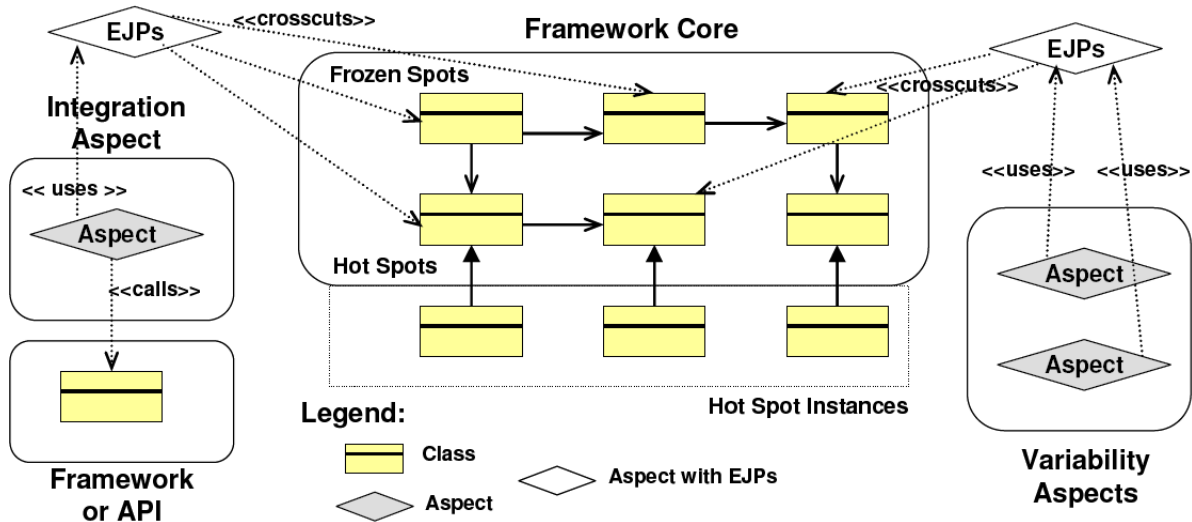 EJPs
<<crosscuts>>
Framework Core
EJPs
Frozen Spots
<<crosscuts>>
Integration
Aspect
<< uses >>
<<uses>>
<<uses>>
Aspect
Hot Spots
Aspect
<<calls>>
Aspect
Hot Spot Instances
Legend:
Class
Aspect
Aspect with EJPs
Framework
or API
Variability
Aspects